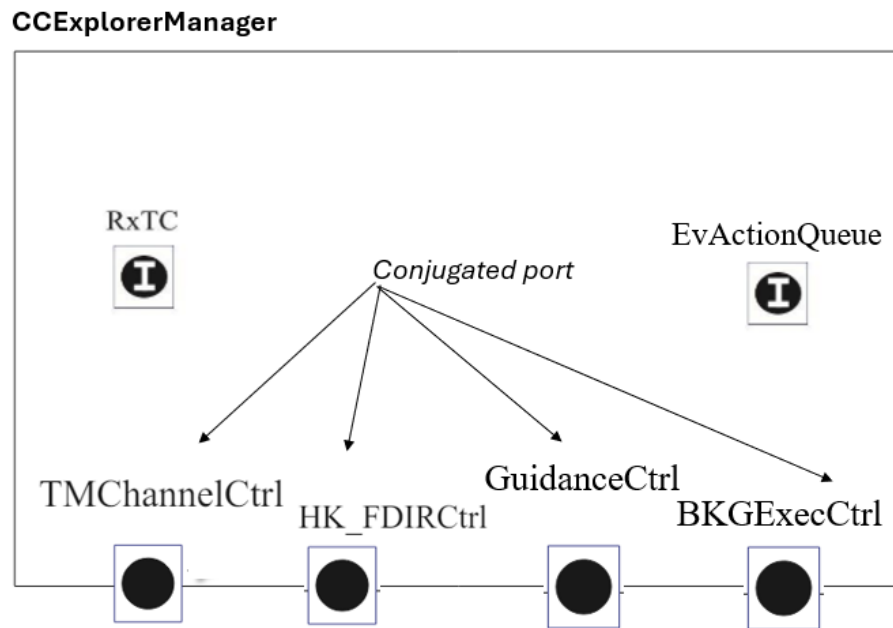 CCExplorerManager
RxTC
EvActionQueue
Conjugated port
TMChannelCtrl
HK_FDIRCtrl
GuidanceCtrl
BKGExecCtrl